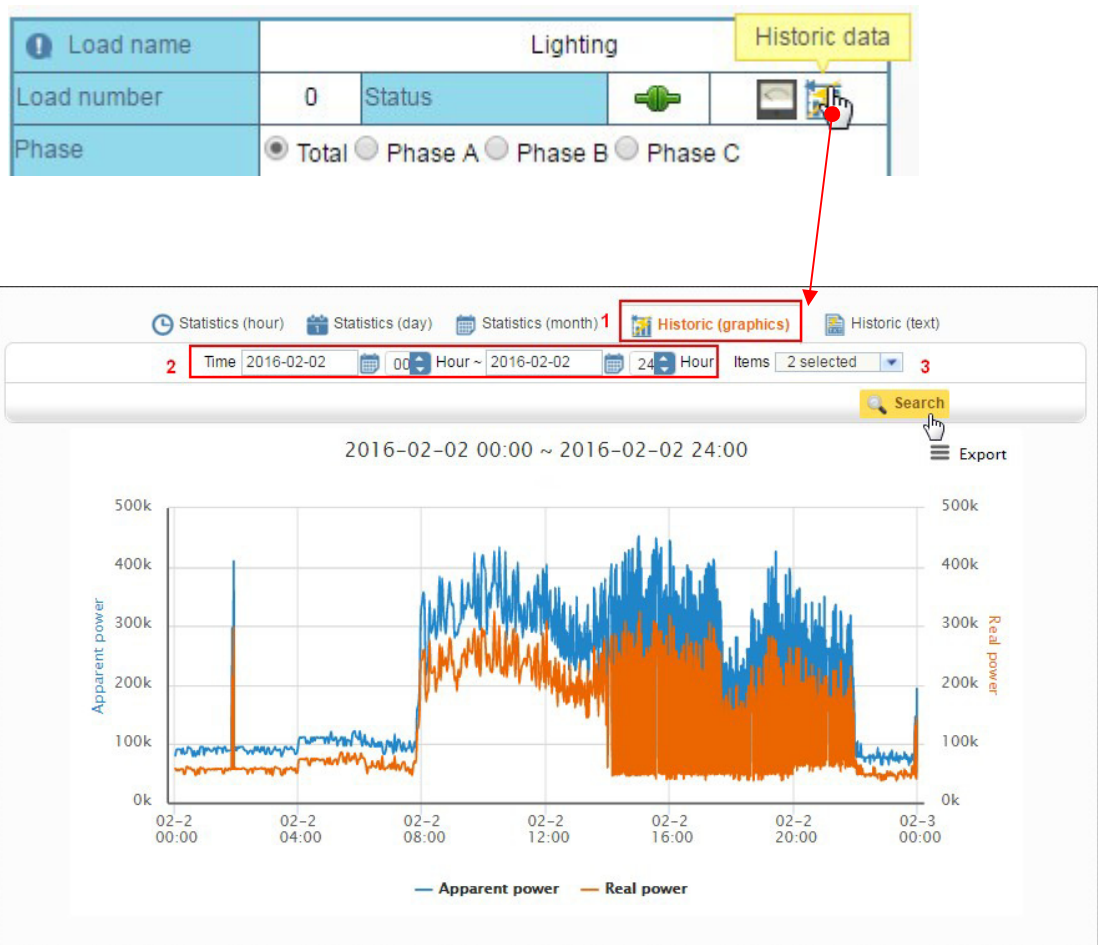 Load name Lighting Historic data
Load number 0 Status
Phase Total Phase A Phase B Phase C
Statistics (hour) 1 Statistics (day) Statistics (month) 1 Historic (graphics) Historic (text)
2 Time 2016-02-02 00 Hour ~ 2016-02-02 24 Hour Items 2 selected 3
Search
2016-02-02 00:00 ~ 2016-02-02 24:00
Export
500k 500k
400k 400k
300k 300k
200k 200k
100k 100k
0k 0k
Apparent power
Real power
02-2 02-2 02-2 02-2 02-2 02-2 02-3
00:00 04:00 08:00 12:00 16:00 20:00 00:00
Apparent power Real power